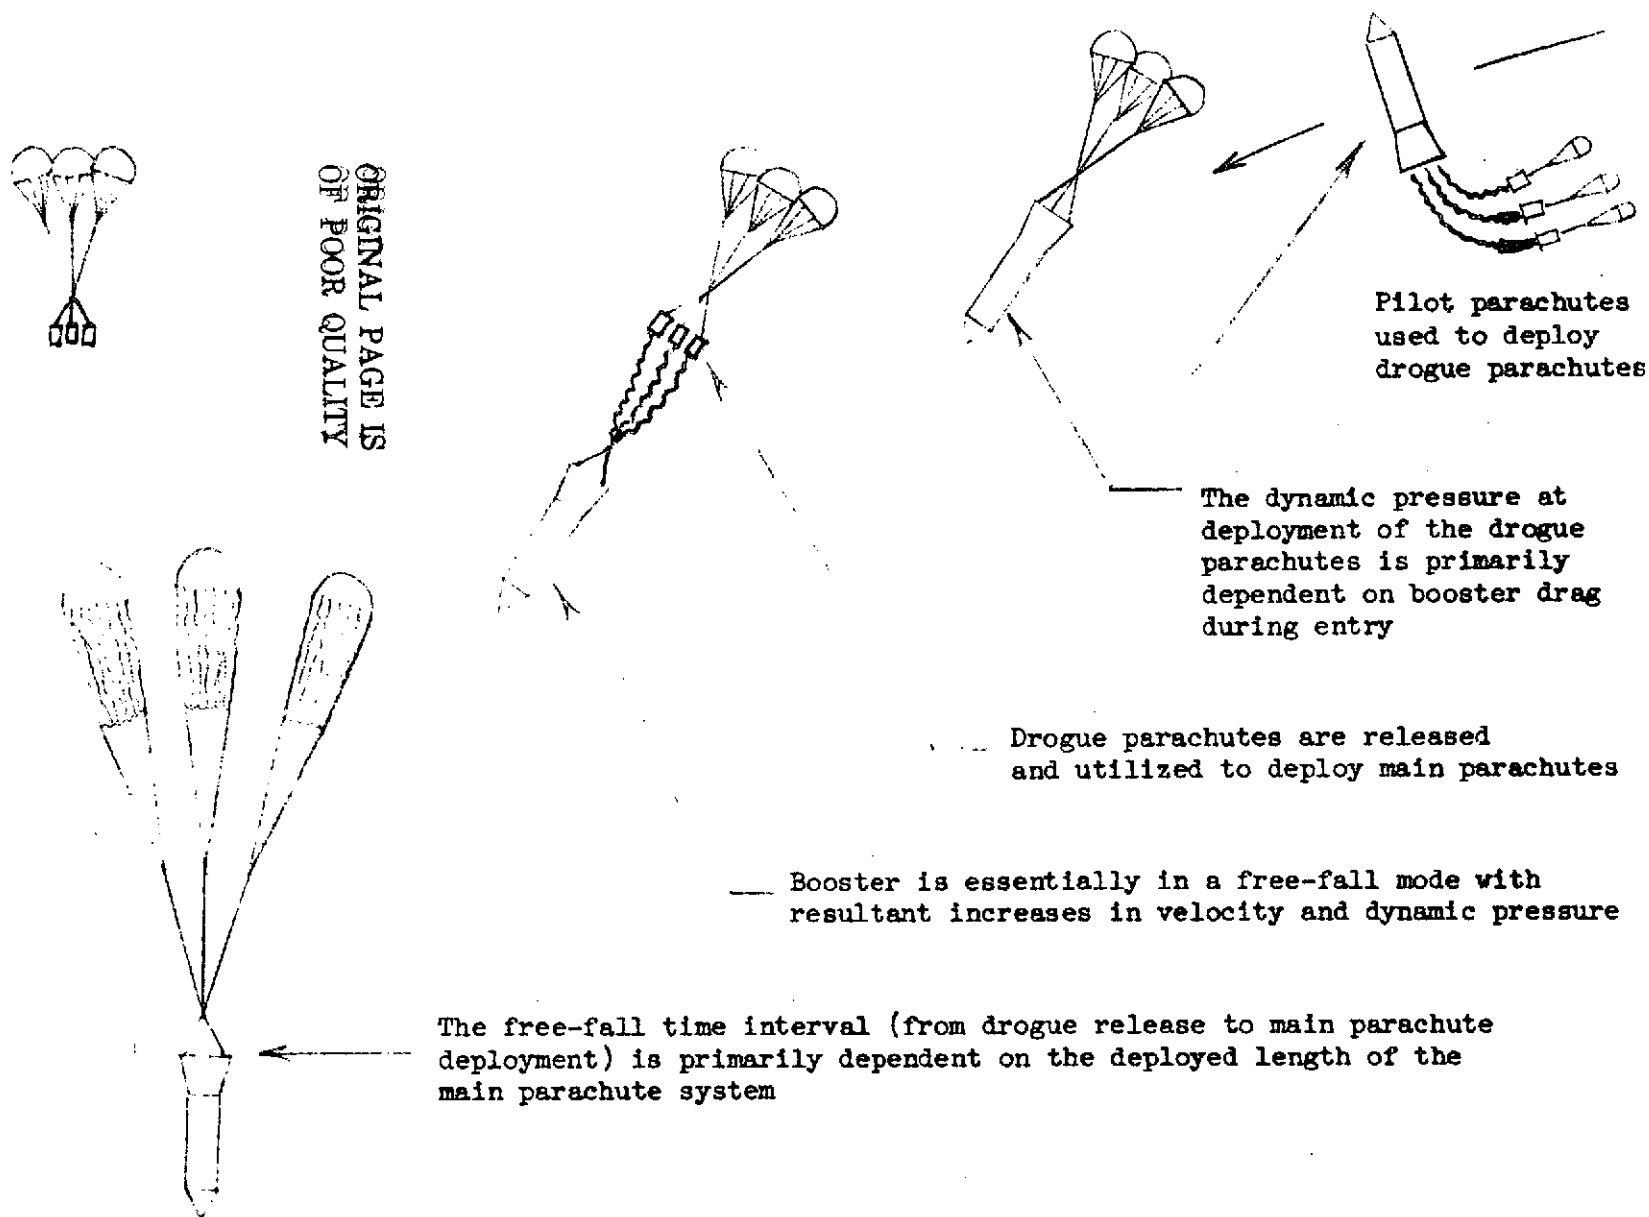 ORIGINAL PAGE IS
OF POOR QUALITY
Pilot parachutes
used to deploy
drogue parachutes
The dynamic pressure at
deployment of the drogue
parachutes is primarily
dependent on booster drag
during entry
Drogue parachutes are released
and utilized to deploy main parachutes
Booster is essentially in a free-fall mode with
resultant increases in velocity and dynamic pressure
The free-fall time interval (from drogue release to main parachute
deployment) is primarily dependent on the deployed length of the
main parachute system